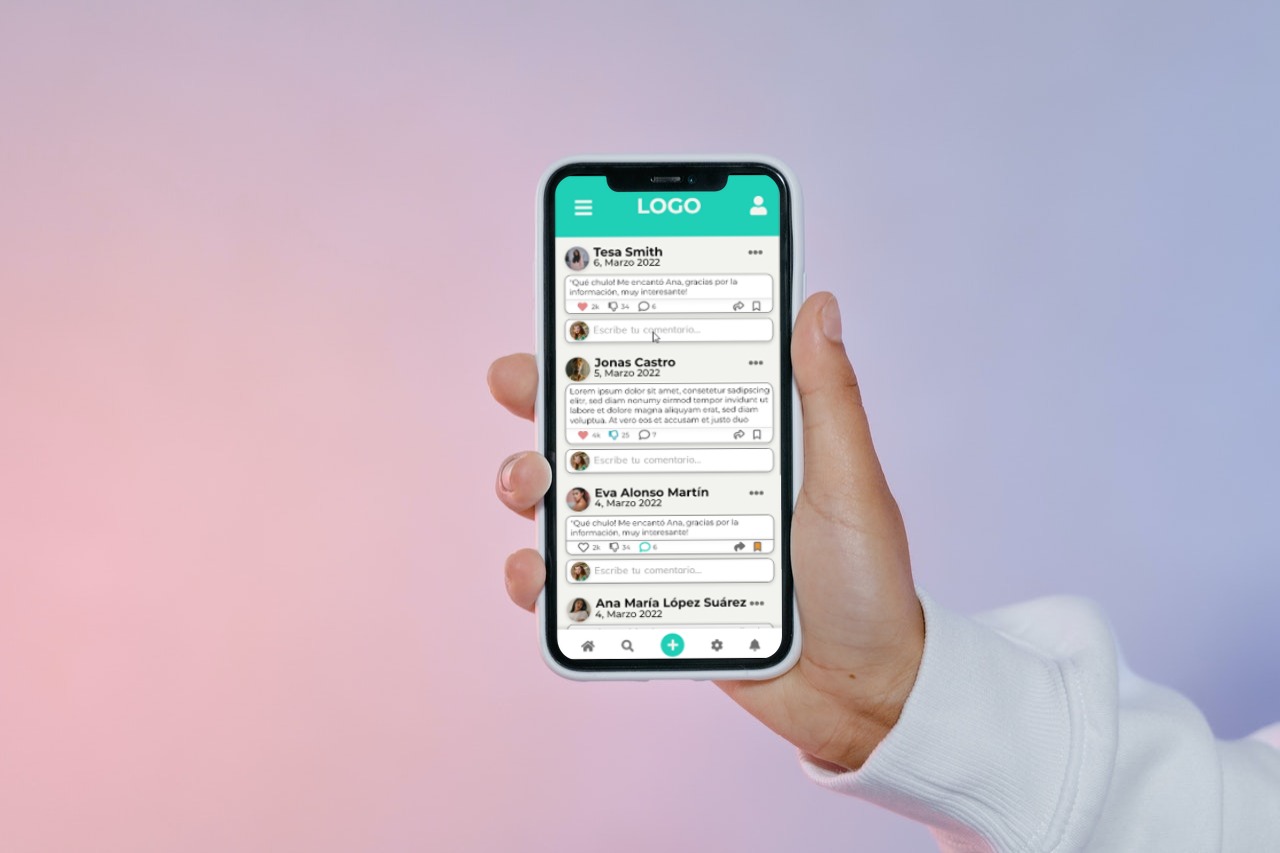 LOGO
Tesa Smith
6, Marzo 2022
"Qué chulo! Me encantó Ana, gracias por la
información, muy interesante!
2k 34 6
Escribe tu comentario...
Jonas Castro
5, Marzo 2022
Lorem ipsum dolor sit amet, consetetur sadipscing
elitr, sed diam nonumy eirmod tempor invidunt ut
labore et dolore magna aliquyam erat, sed diam
voluptua. At vero eos et accusam et justo duo
4k 25 7
Escribe tu comentario...
Eva Alonso Martín
4, Marzo 2022
"Qué chulo! Me encantó Ana, gracias por la
información, muy interesante!
2k 34 6
Escribe tu comentario...
Ana María López Suárez
4, Marzo 2022